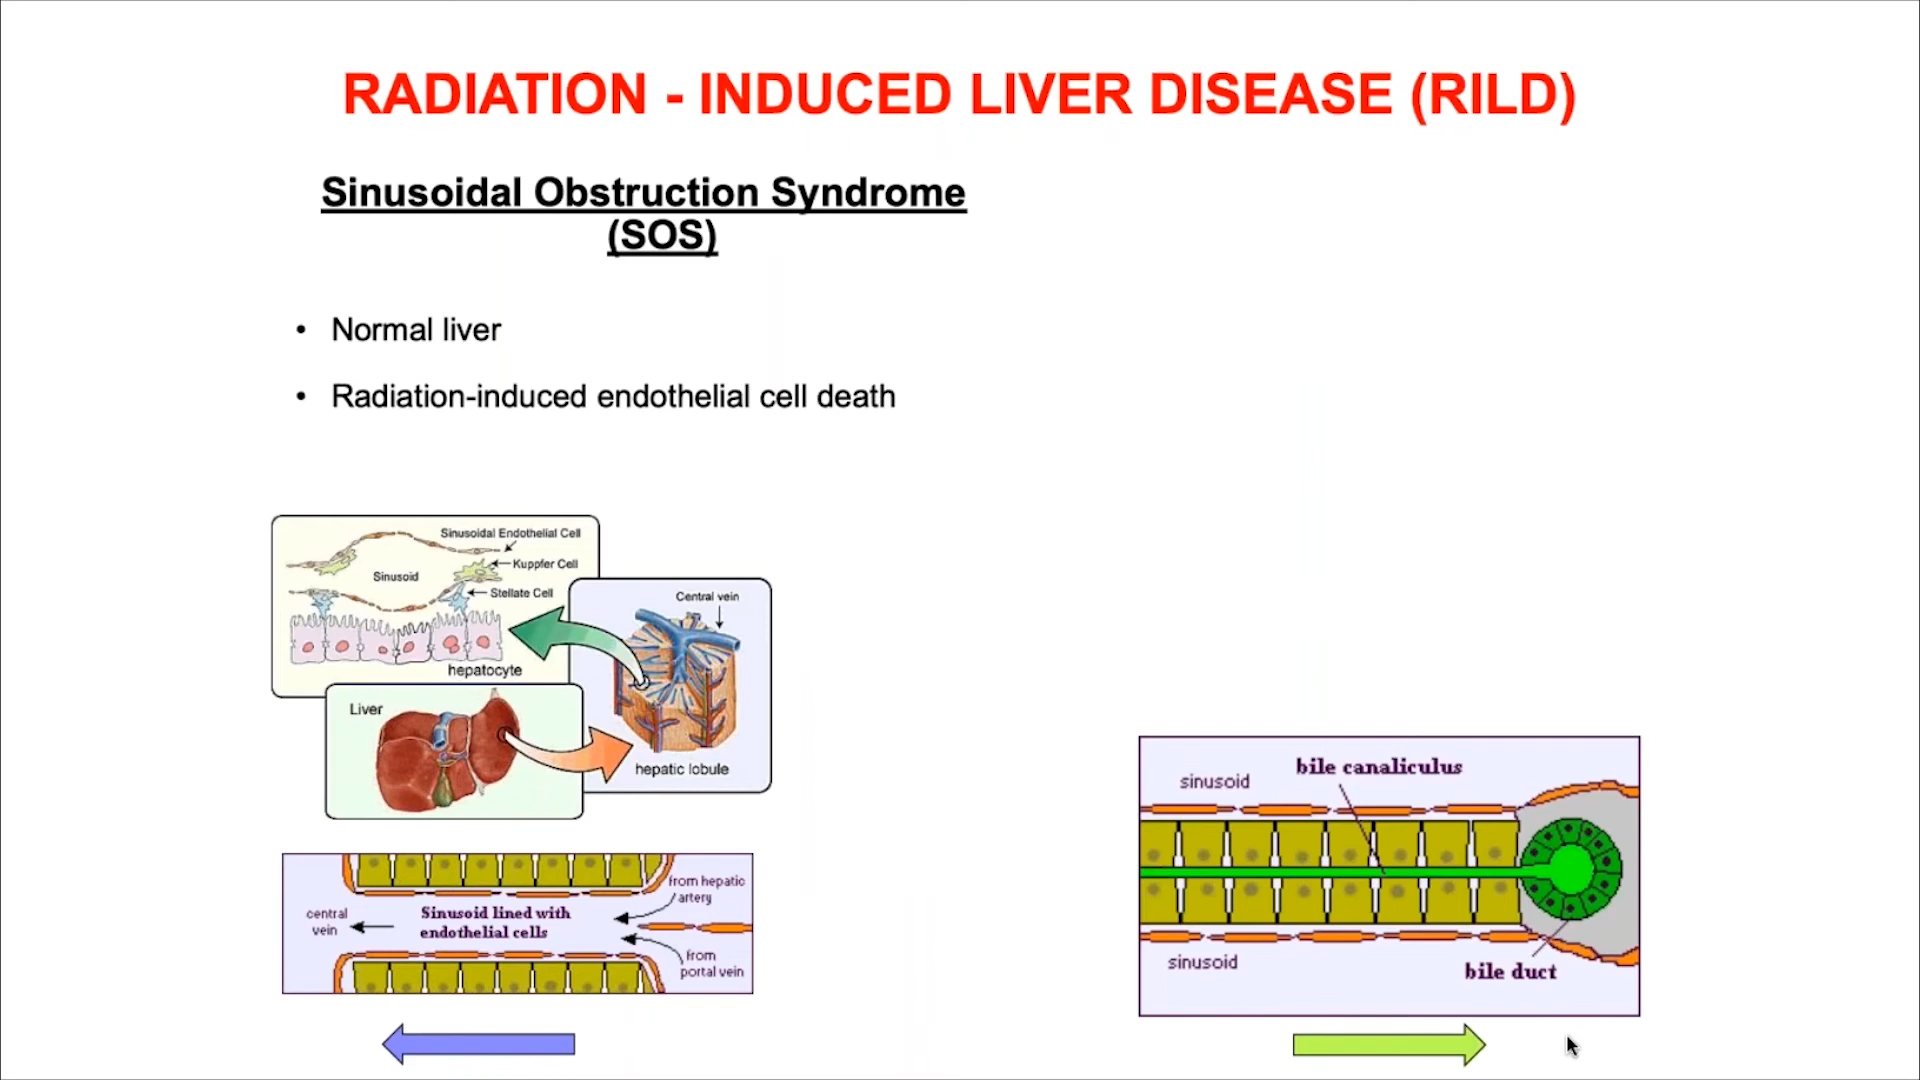 RADIATION - INDUCED LIVER DISEASE (RILD)
Sinusoidal Obstruction Syndrome
(SOS)
• Normal liver
• Radiation-induced endothelial cell death
Sinusoidal Endothelial Cell
Kuppfer Cell
Sinusoid
Stellate Cell
hepatocyte
Central vein
hepatic lobule
Liver
from hepatic
artery
central
vein
Sinusoid lined with
endothelial cells
from
portal vein
bile canaliculus
sinusoid
sinusoid
bile duct